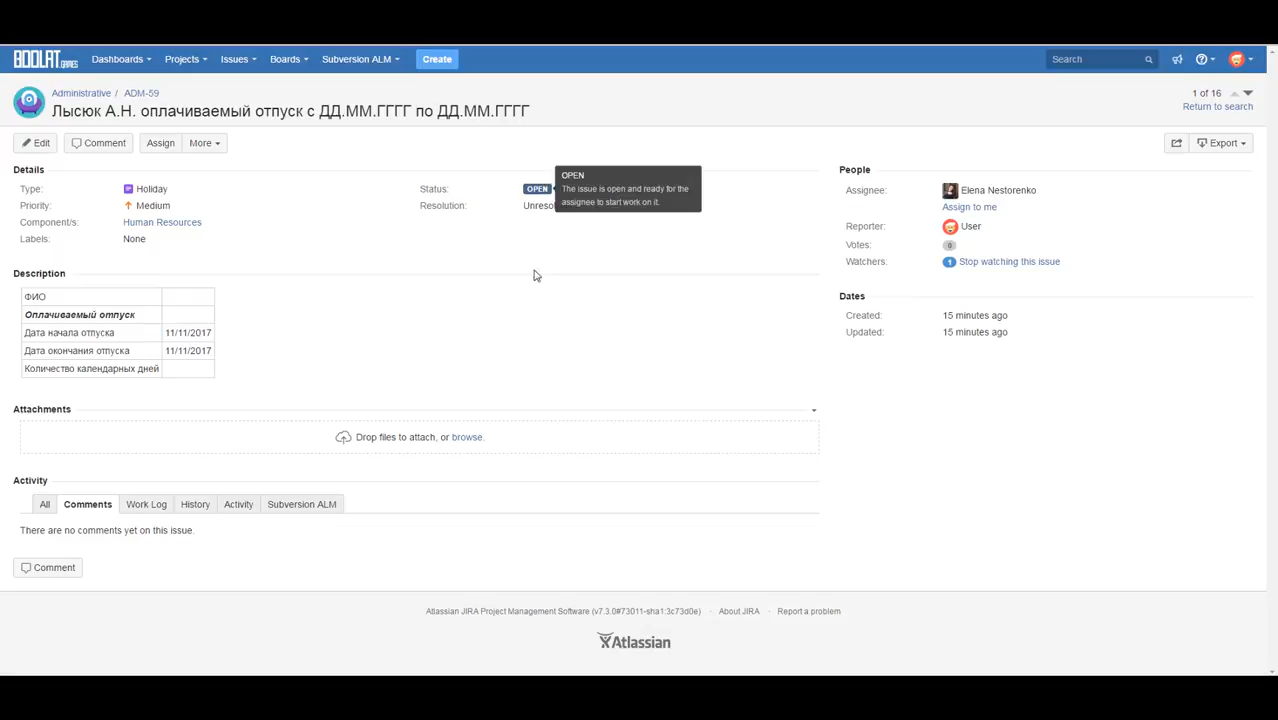 BOOLAT.GAMES Dashboards Projects Issues Boards Subversion ALM Create Search
Administrative / ADM-59
Лысюк А.Н. оплачиваемый отпуск с ДД.ММ.ГГГГ по ДД.ММ.ГГГГ
1 of 16
Return to search
Edit Comment Assign More Export
Details
Type: Holiday
Priority: Medium
Component/s: Human Resources
Labels: None
Status: OPEN
Resolution:
OPEN
The issue is open and ready for the
assignee to start work on it.
Description
ФИО
Оплачиваемый отпуск
Дата начала отпуска 11/11/2017
Дата окончания отпуска 11/11/2017
Количество календарных дней
Attachments
Drop files to attach, or browse.
Activity
All Comments Work Log History Activity Subversion ALM
There are no comments yet on this issue.
Comment
People
Assignee: Elena Nestorenko
Assign to me
Reporter: User
Votes: 0
Watchers: 1 Stop watching this issue
Dates
Created: 15 minutes ago
Updated: 15 minutes ago
Atlassian JIRA Project Management Software (v7.3.0#73011-sha1:3c73d0e) · About JIRA · Report a problem
Atlassian